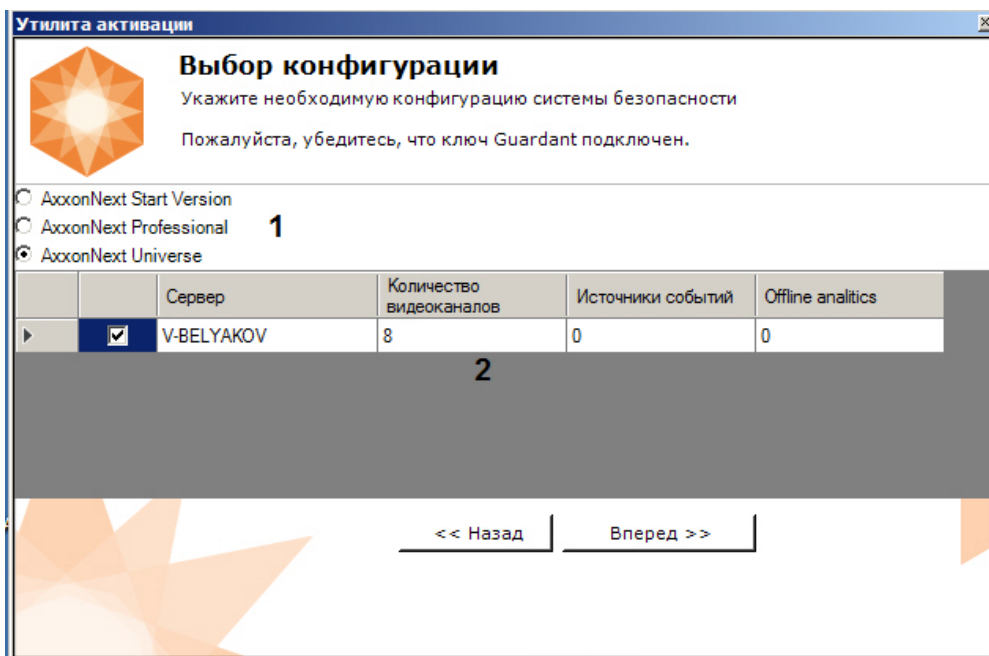 Утилита активации
Выбор конфигурации
Укажите необходимую конфигурацию системы безопасности
Пожалуйста, убедитесь, что ключ Guardant подключен.
AxxonNext Start Version
AxxonNext Professional 1
AxxonNext Universe
Сервер Количество видеоканалов Источники событий Offline analitics
V-BELYAKOV 8 0 0
2
<< Назад Вперед >>